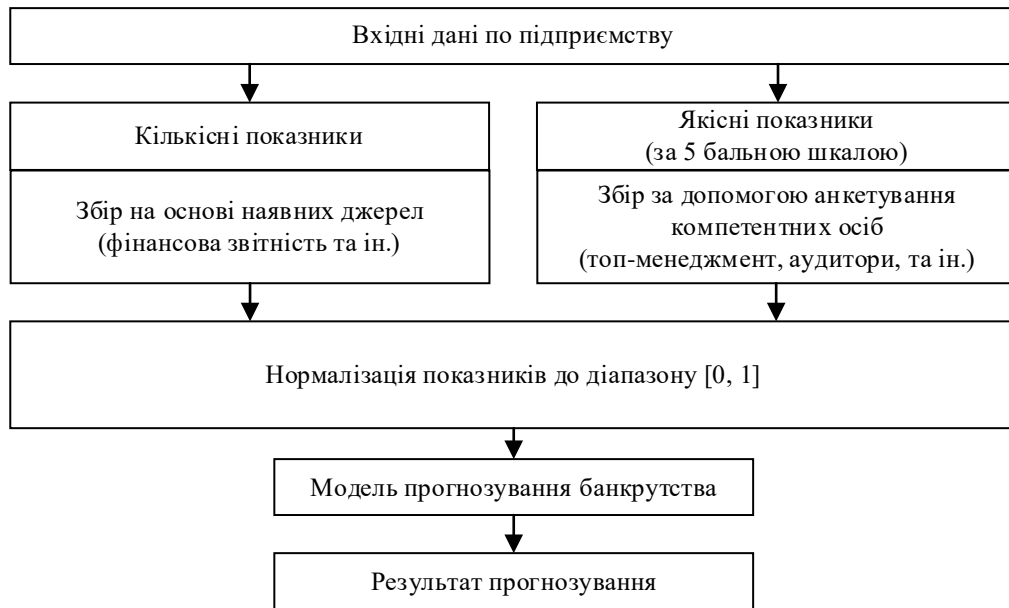 Вхідні дані по підприємству
Кількісні показники
Якісні показники
(за 5 бальною шкалою)
Збір на основі наявних джерел
(фінансова звітність та ін.)
Збір за допомогою анкетування
компетентних осіб
(топ-менеджмент, аудитори, та ін.)
Нормалізація показників до діапазону [0, 1]
Модель прогнозування банкрутства
Результат прогнозування